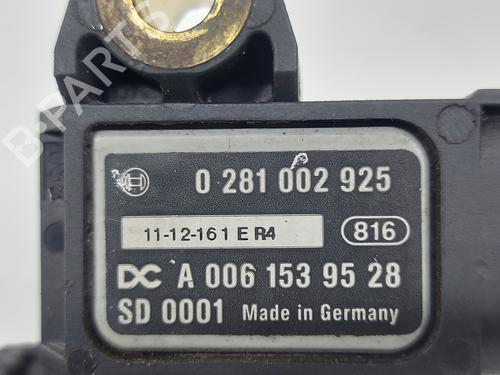 0 281 002 925
11-12-161 E R4
816
DC A 006 153 95 28
SD 0001 Made in Germany
B-PARTS